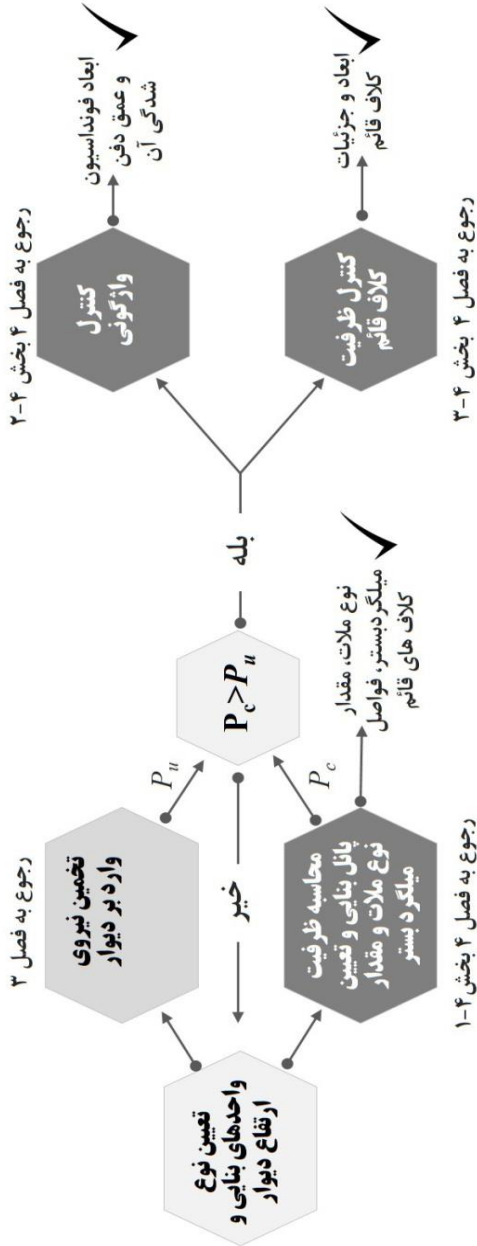 تعیین نوع
واحدهای بنایی و
ارتفاع دیوار
رجوع به فصل ۳
تخمین نیروی
وارد بر دیوار
P_u
محاسبه ظرفیت
پانل بنایی و تعیین
نوع ملات و مقدار
میلگرد بستر
رجوع به فصل ۴ بخش ۴-۱
P_c
نوع ملات، مقدار
میلگردبستر، فواصل
کلاف های قائم
P_c>P_u
خیر
بله
رجوع به فصل ۴ بخش ۴-۲
کنترل
واژگونی
ابعاد فونداسیون
و عمق دفن
شدگی آن
کنترل ظرفیت
کلاف قائم
رجوع به فصل ۴ بخش ۴-۳
ابعاد و جزئیات
کلاف قائم